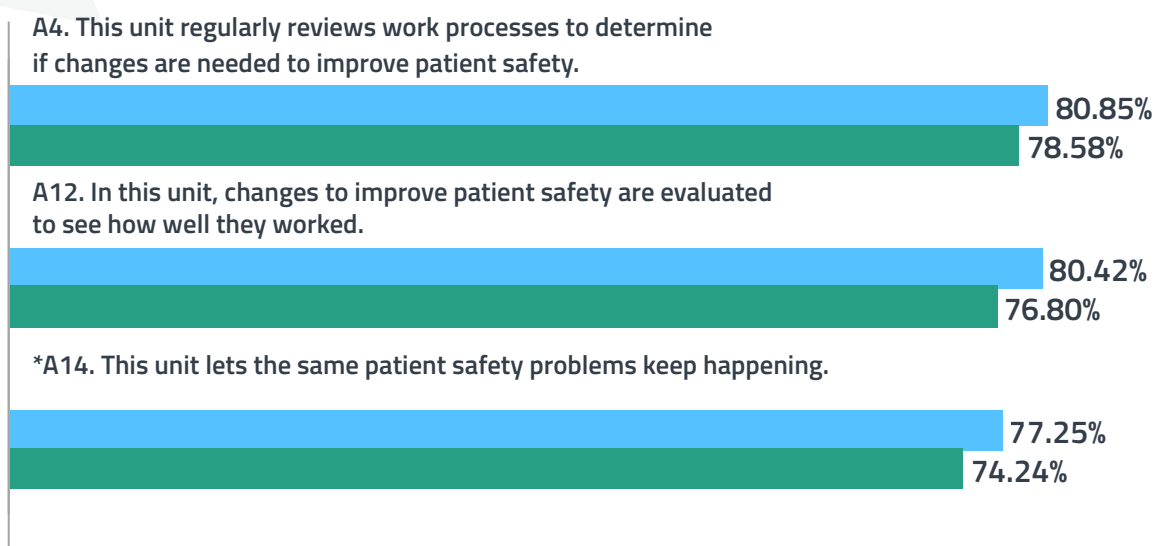 A4. This unit regularly reviews work processes to determine
if changes are needed to improve patient safety.
80.85%
78.58%
A12. In this unit, changes to improve patient safety are evaluated
to see how well they worked.
80.42%
76.80%
*A14. This unit lets the same patient safety problems keep happening.
77.25%
74.24%